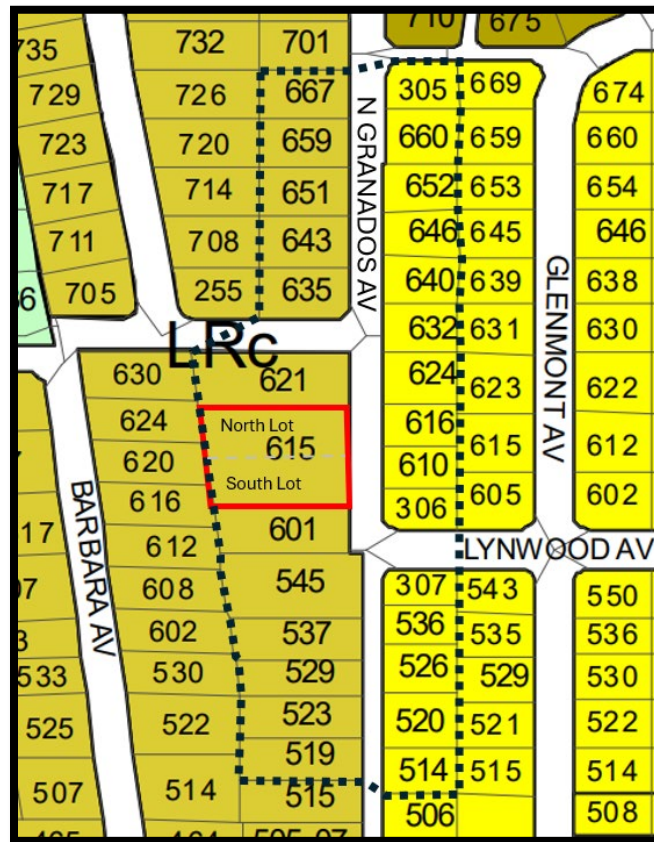 710 675
735 732 701
729 726 667 305 669 674
723 720 659 660 659 660
717 714 651 652 653 654
711 708 643 646 645 646
6 705 255 635 640 639 638
N GRANADOS AV
GLENMONT AV
LRc
632 631 630
630 621 624 623 622
624 North Lot 616
615 615 612
620 South Lot 610
616 306 605 602
BARBARA AV
17 612 601
LYNWOOD AV
07 608 545 307 543 550
3 602 537 536 535 536
533 530 529 526 529 530
525 522 523 520 521 522
519
507 514 515 514 515 514
506 508